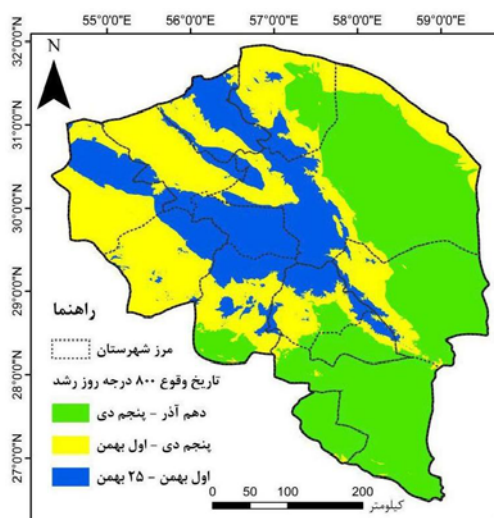 55°0'0"E 56°0'0"E 57°0'0"E 58°0'0"E 59°0'0"E
N
32°0'0"N
31°0'0"N
30°0'0"N
29°0'0"N
28°0'0"N
27°0'0"N
راهنما
مرز شهرستان
تاریخ وقوع ۸۰۰ درجه روز رشد
دهم آذر - پنجم دی
پنجم دی - اول بهمن
اول بهمن - ۲۵ بهمن
0 50 100 200
کیلومتر